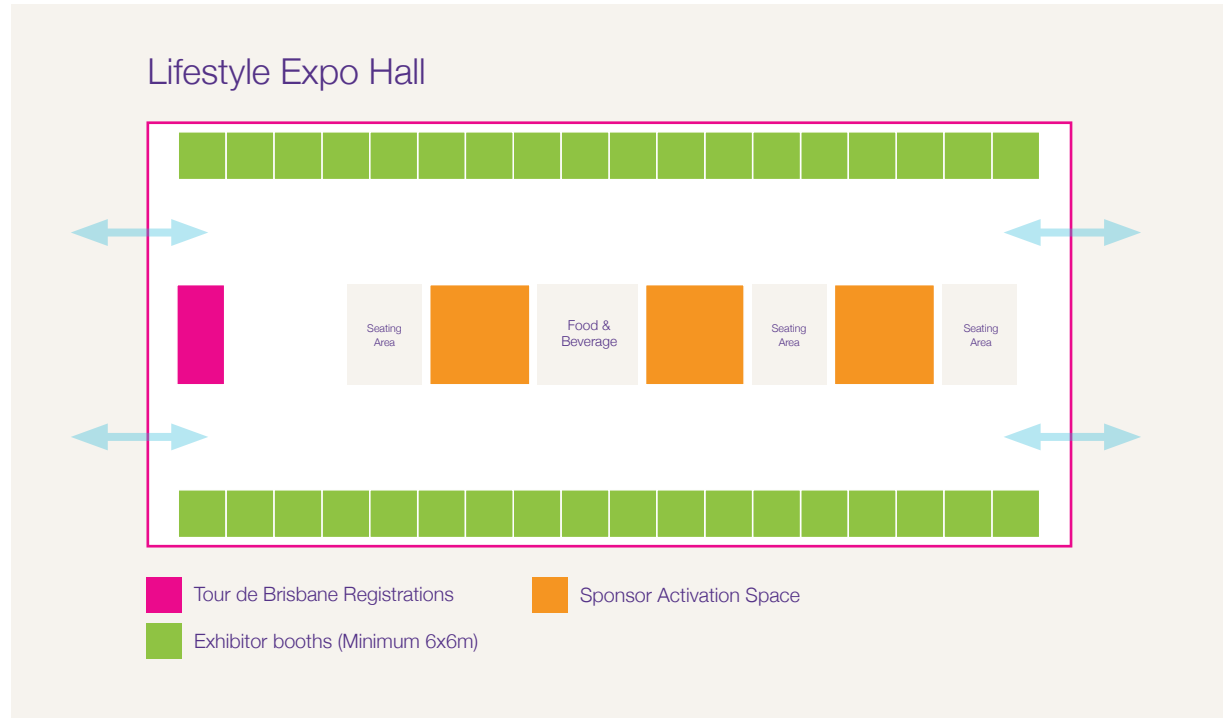 Lifestyle Expo Hall
Seating
Area
Food &
Beverage
Seating
Area
Seating
Area
Tour de Brisbane Registrations
Sponsor Activation Space
Exhibitor booths (Minimum 6x6m)